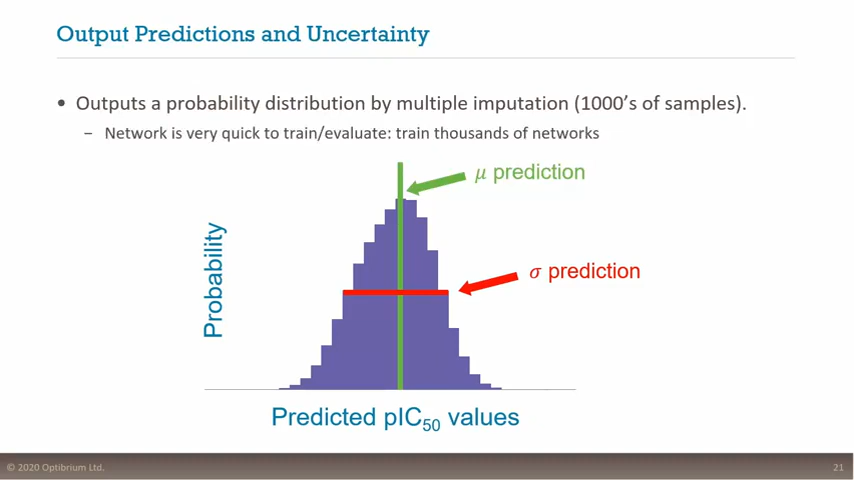 Output Predictions and Uncertainty
• Outputs a probability distribution by multiple imputation (1000's of samples).
– Network is very quick to train/evaluate: train thousands of networks
μ prediction
σ prediction
Probability
Predicted pIC50 values
© 2020 Optibrium Ltd.
21